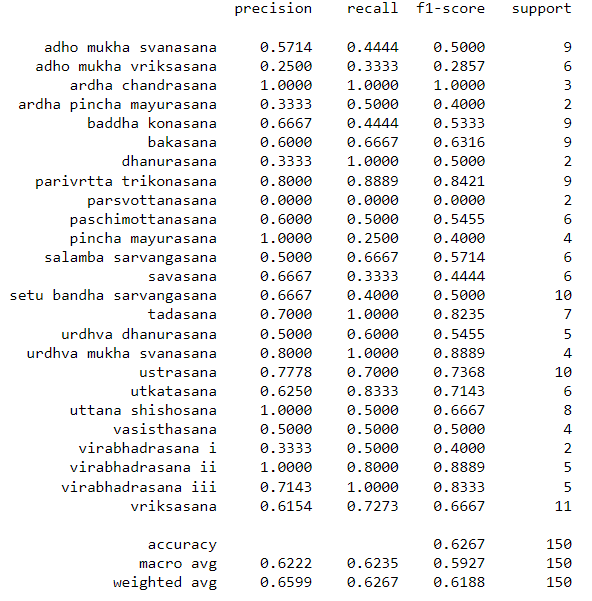 precision recall f1-score support
adho mukha svanasana 0.5714 0.4444 0.5000 9
adho mukha vriksasana 0.2500 0.3333 0.2857 6
ardha chandrasana 1.0000 1.0000 1.0000 3
ardha pincha mayurasana 0.3333 0.5000 0.4000 2
baddha konasana 0.6667 0.4444 0.5333 9
bakasana 0.6000 0.6667 0.6316 9
dhanurasana 0.3333 1.0000 0.5000 2
parivrtta trikonasana 0.8000 0.8889 0.8421 9
parsvottanasana 0.0000 0.0000 0.0000 2
paschimottanasana 0.6000 0.5000 0.5455 6
pincha mayurasana 1.0000 0.2500 0.4000 4
salamba sarvangasana 0.5000 0.6667 0.5714 6
savasana 0.6667 0.3333 0.4444 6
setu bandha sarvangasana 0.6667 0.4000 0.5000 10
tadasana 0.7000 1.0000 0.8235 7
urdhva dhanurasana 0.5000 0.6000 0.5455 5
urdhva mukha svanasana 0.8000 1.0000 0.8889 4
ustrasana 0.7778 0.7000 0.7368 10
utkatasana 0.6250 0.8333 0.7143 6
uttana shishosana 1.0000 0.5000 0.6667 8
vasisthasana 0.5000 0.5000 0.5000 4
virabhadrasana i 0.3333 0.5000 0.4000 2
virabhadrasana ii 1.0000 0.8000 0.8889 5
virabhadrasana iii 0.7143 1.0000 0.8333 5
vriksasana 0.6154 0.7273 0.6667 11
accuracy 0.6267 150
macro avg 0.6222 0.6235 0.5927 150
weighted avg 0.6599 0.6267 0.6188 150